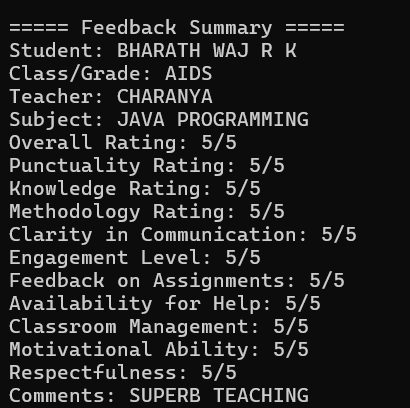 ===== Feedback Summary =====
Student: BHARATH WAJ R K
Class/Grade: AIDS
Teacher: CHARANYA
Subject: JAVA PROGRAMMING
Overall Rating: 5/5
Punctuality Rating: 5/5
Knowledge Rating: 5/5
Methodology Rating: 5/5
Clarity in Communication: 5/5
Engagement Level: 5/5
Feedback on Assignments: 5/5
Availability for Help: 5/5
Classroom Management: 5/5
Motivational Ability: 5/5
Respectfulness: 5/5
Comments: SUPERB TEACHING